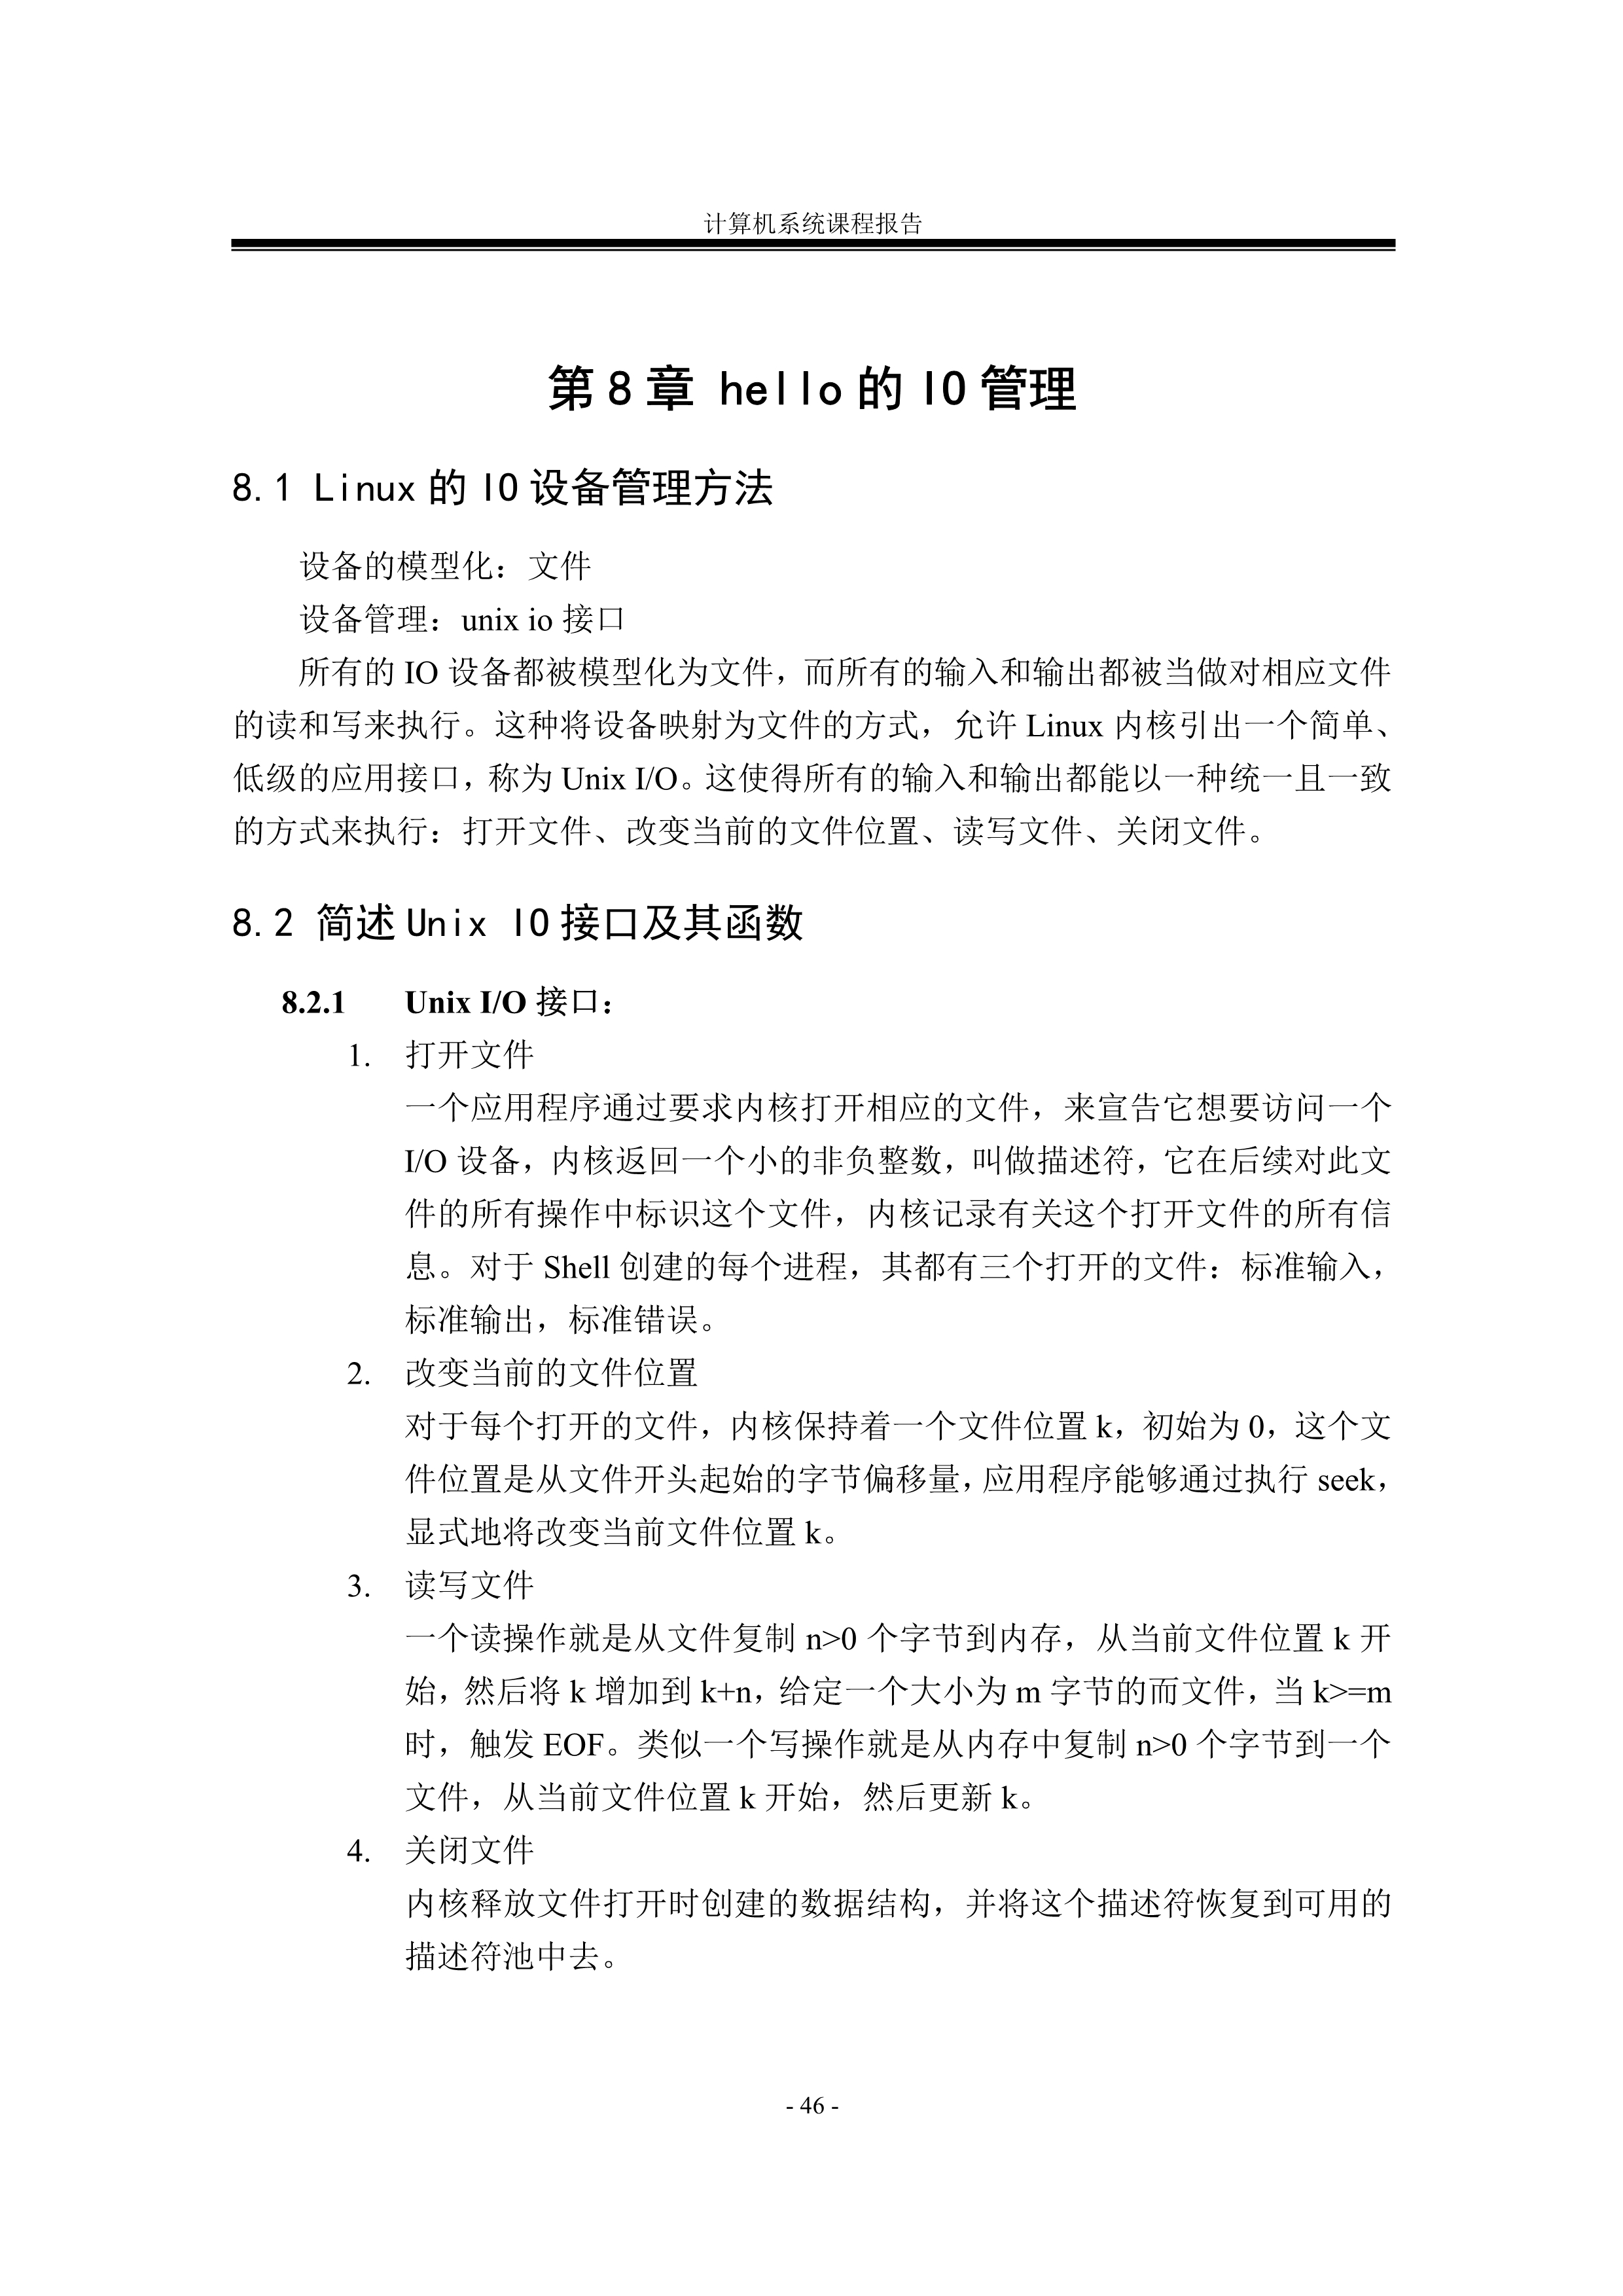 计算机系统课程报告
第 8 章 hello 的 IO 管理
8.1 Linux 的 IO 设备管理方法
设备的模型化：文件
设备管理：unix io 接口
所有的 IO 设备都被模型化为文件，而所有的输入和输出都被当做对相应文件
的读和写来执行。这种将设备映射为文件的方式，允许 Linux 内核引出一个简单、
低级的应用接口，称为 Unix I/O。这使得所有的输入和输出都能以一种统一且一致
的方式来执行：打开文件、改变当前的文件位置、读写文件、关闭文件。
8.2 简述 Unix IO 接口及其函数
8.2.1 Unix I/O 接口：
1. 打开文件
一个应用程序通过要求内核打开相应的文件，来宣告它想要访问一个
I/O 设备，内核返回一个小的非负整数，叫做描述符，它在后续对此文
件的所有操作中标识这个文件，内核记录有关这个打开文件的所有信
息。对于 Shell 创建的每个进程，其都有三个打开的文件：标准输入，
标准输出，标准错误。
2. 改变当前的文件位置
对于每个打开的文件，内核保持着一个文件位置 k，初始为 0，这个文
件位置是从文件开头起始的字节偏移量，应用程序能够通过执行 seek，
显式地将改变当前文件位置 k。
3. 读写文件
一个读操作就是从文件复制 n>0 个字节到内存，从当前文件位置 k 开
始，然后将 k 增加到 k+n，给定一个大小为 m 字节的而文件，当 k>=m
时，触发 EOF。类似一个写操作就是从内存中复制 n>0 个字节到一个
文件，从当前文件位置 k 开始，然后更新 k。
4. 关闭文件
内核释放文件打开时创建的数据结构，并将这个描述符恢复到可用的
描述符池中去。
- 46 -